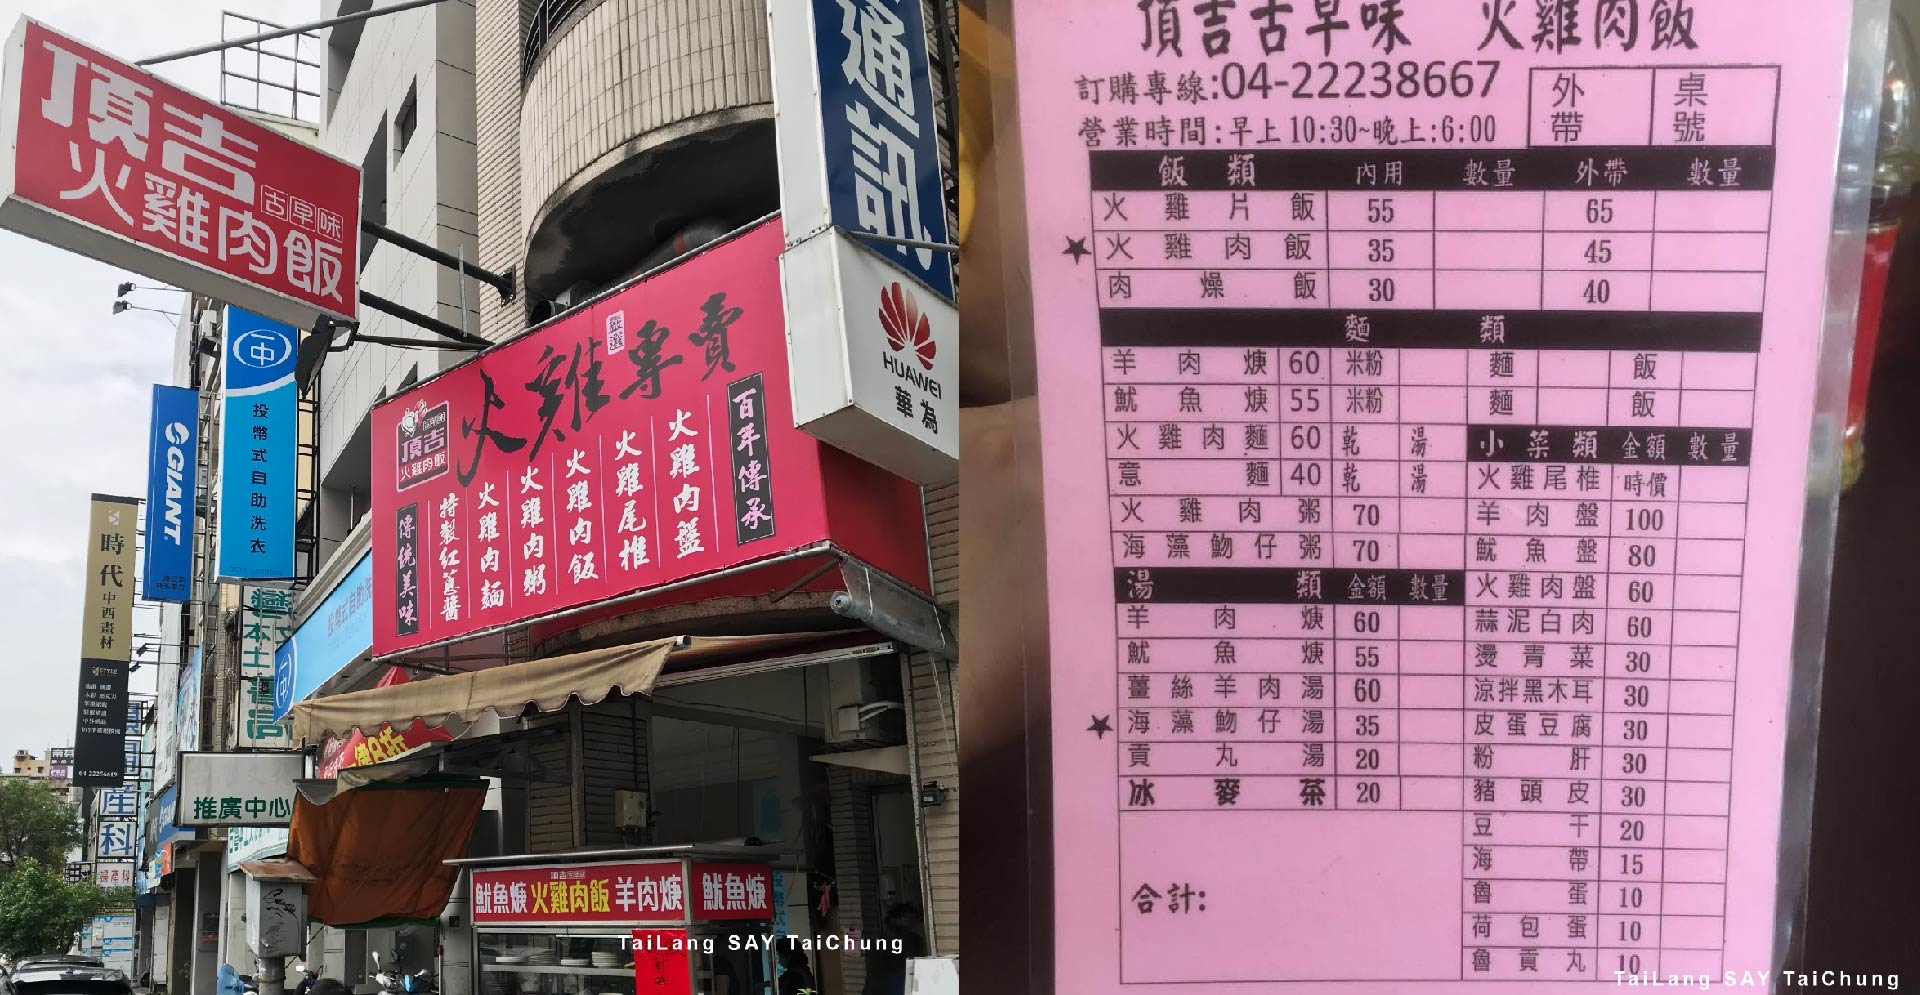 頂吉
古早味
火雞肉飯
通訊
HUAWEI
華為
中
投幣式自助洗衣
GIANT
時代中西畫材
STYLE
04-22254619
嚴選
火雞專賣
頂吉
火雞肉飯
百年傳承
火雞肉盤
火雞尾椎
火雞肉飯
火雞肉粥
火雞肉麵
特製紅蔥醬
傳統美味
推廣中心
產科
婦產科
頂吉
魷魚焿 火雞肉飯 羊肉焿 魷魚焿
TaiLang SAY TaiChung
頂吉古早味 火雞肉飯
訂購專線:04-22238667
營業時間:早上10:30~晚上:6:00
外帶 桌號
飯類 內用 數量 外帶 數量
火雞片飯 55 65
★ 火雞肉飯 35 45
肉燥飯 30 40
麵類
羊肉焿 60 米粉 麵 飯
魷魚焿 55 米粉 麵 飯
火雞肉麵 60 乾 湯
意麵 40 乾 湯
火雞肉粥 70
海藻魩仔粥 70
湯類 金額 數量
羊肉焿 60
魷魚焿 55
薑絲羊肉湯 60
★ 海藻魩仔湯 35
貢丸湯 20
冰麥茶 20
合計:
小菜類 金額 數量
火雞尾椎 時價
羊肉盤 100
魷魚盤 80
火雞肉盤 60
蒜泥白肉 60
燙青菜 30
涼拌黑木耳 30
皮蛋豆腐 30
粉肝 30
豬頭皮 30
豆干 20
海帶 15
魯蛋 10
荷包蛋 10
魯貢丸 10
TaiLang SAY TaiChung